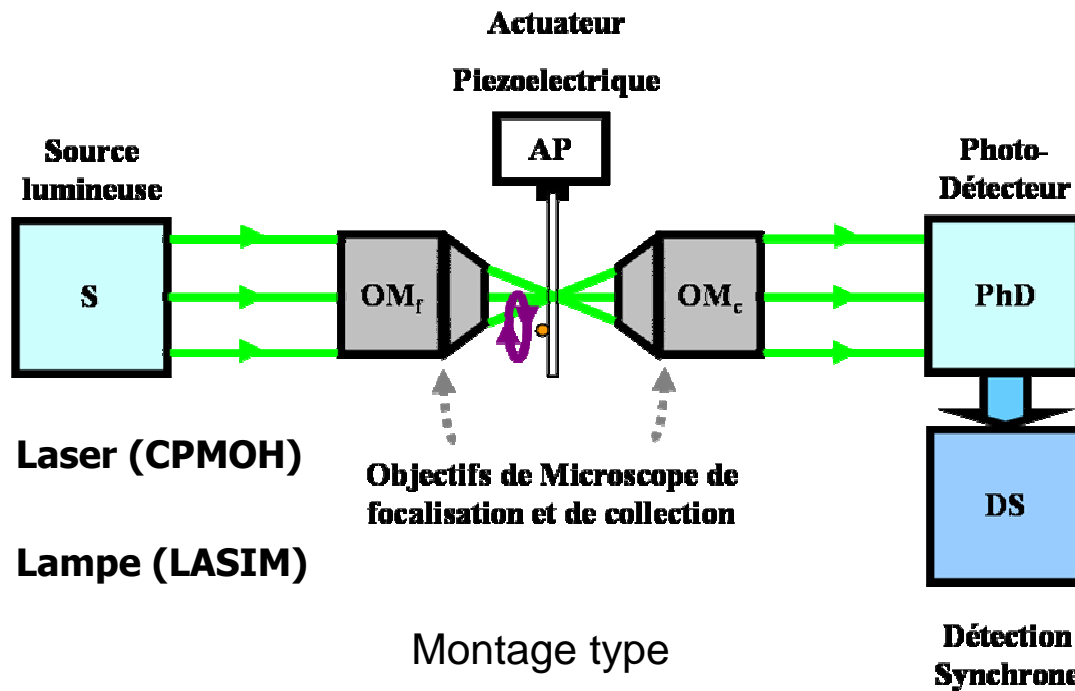 Actuateur
Piezoelectrique
AP
Source
lumineuse
Photo-
Détecteur
S
OMf
OMc
PhD
Laser (CPMOH)
Objectifs de Microscope de
focalisation et de collection
DS
Lampe (LASIM)
Montage type
Détection
Synchrone